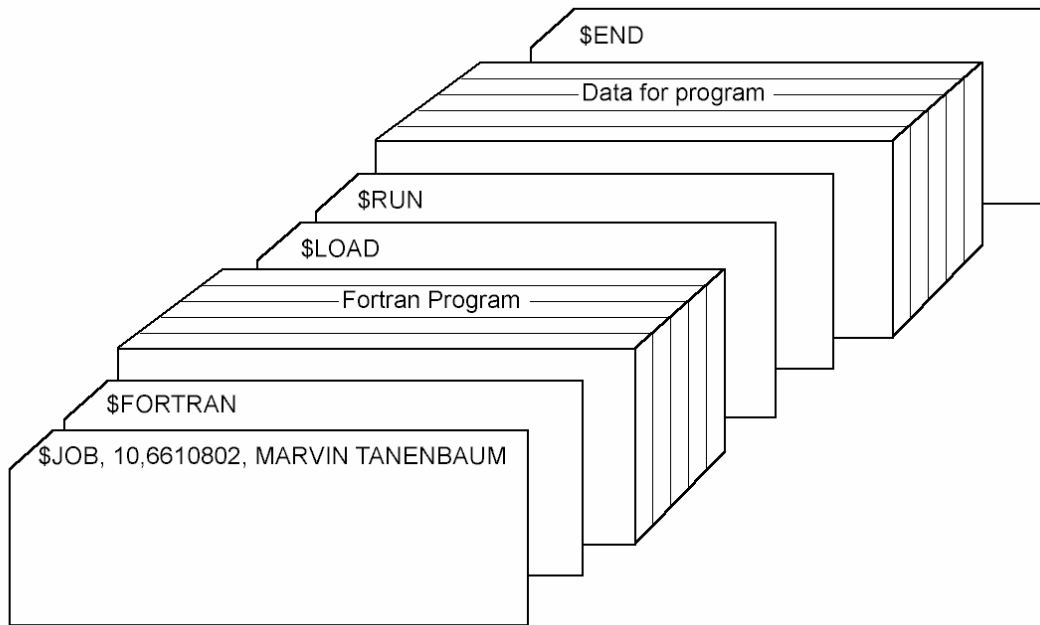 $END
Data for program
$RUN
$LOAD
Fortran Program
$FORTRAN
$JOB, 10,6610802, MARVIN TANENBAUM